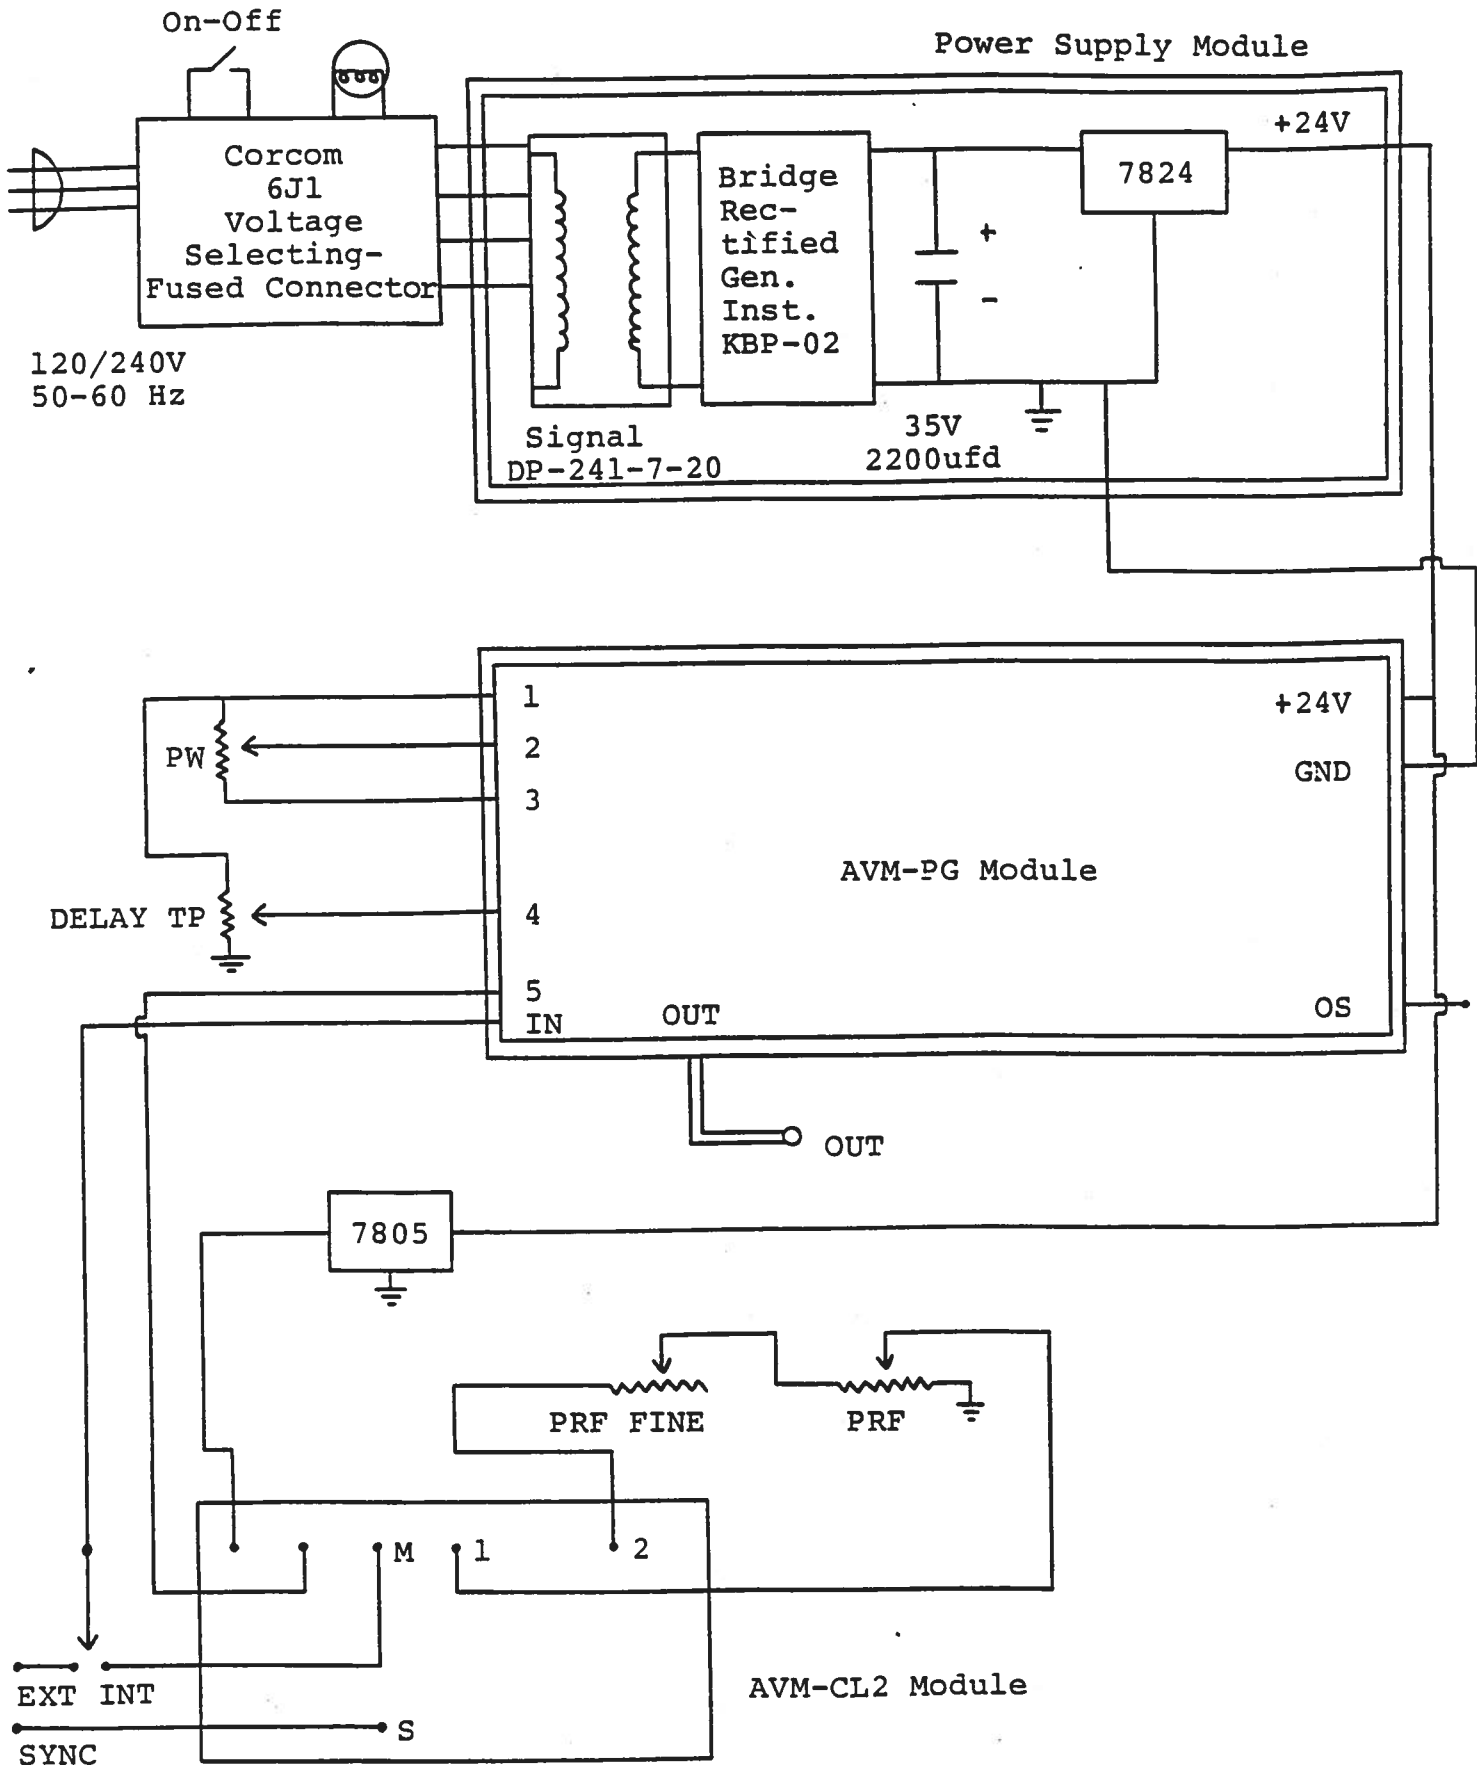 On-Off
Power Supply Module
Corcom
6J1
Voltage
Selecting-
Fused Connector
120/240V
50-60 Hz
Bridge
Rec-
tified
Gen.
Inst.
KBP-02
+
-
7824
+24V
Signal
DP-241-7-20
35V
2200ufd
1
2
3
4
5
IN
PW
DELAY TP
+24V
GND
AVM-PG Module
OS
OUT
OUT
7805
PRF FINE
PRF
M
1
2
EXT INT
SYNC
S
AVM-CL2 Module